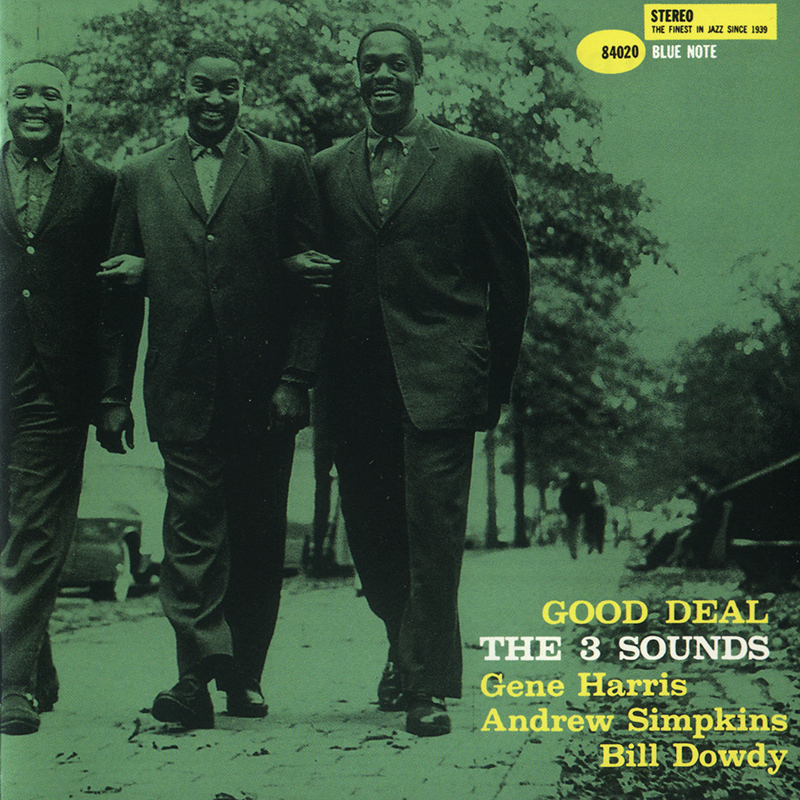 STEREO
THE FINEST IN JAZZ SINCE 1939
84020 BLUE NOTE
GOOD DEAL
THE 3 SOUNDS
Gene Harris
Andrew Simpkins
Bill Dowdy